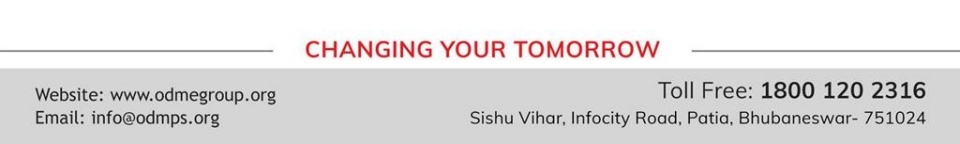 CHANGING YOUR TOMORROW
Website: www.odmegroup.org
Email: info@odmps.org
Toll Free: 1800 120 2316
Sishu Vihar, Infocity Road, Patia, Bhubaneswar- 751024